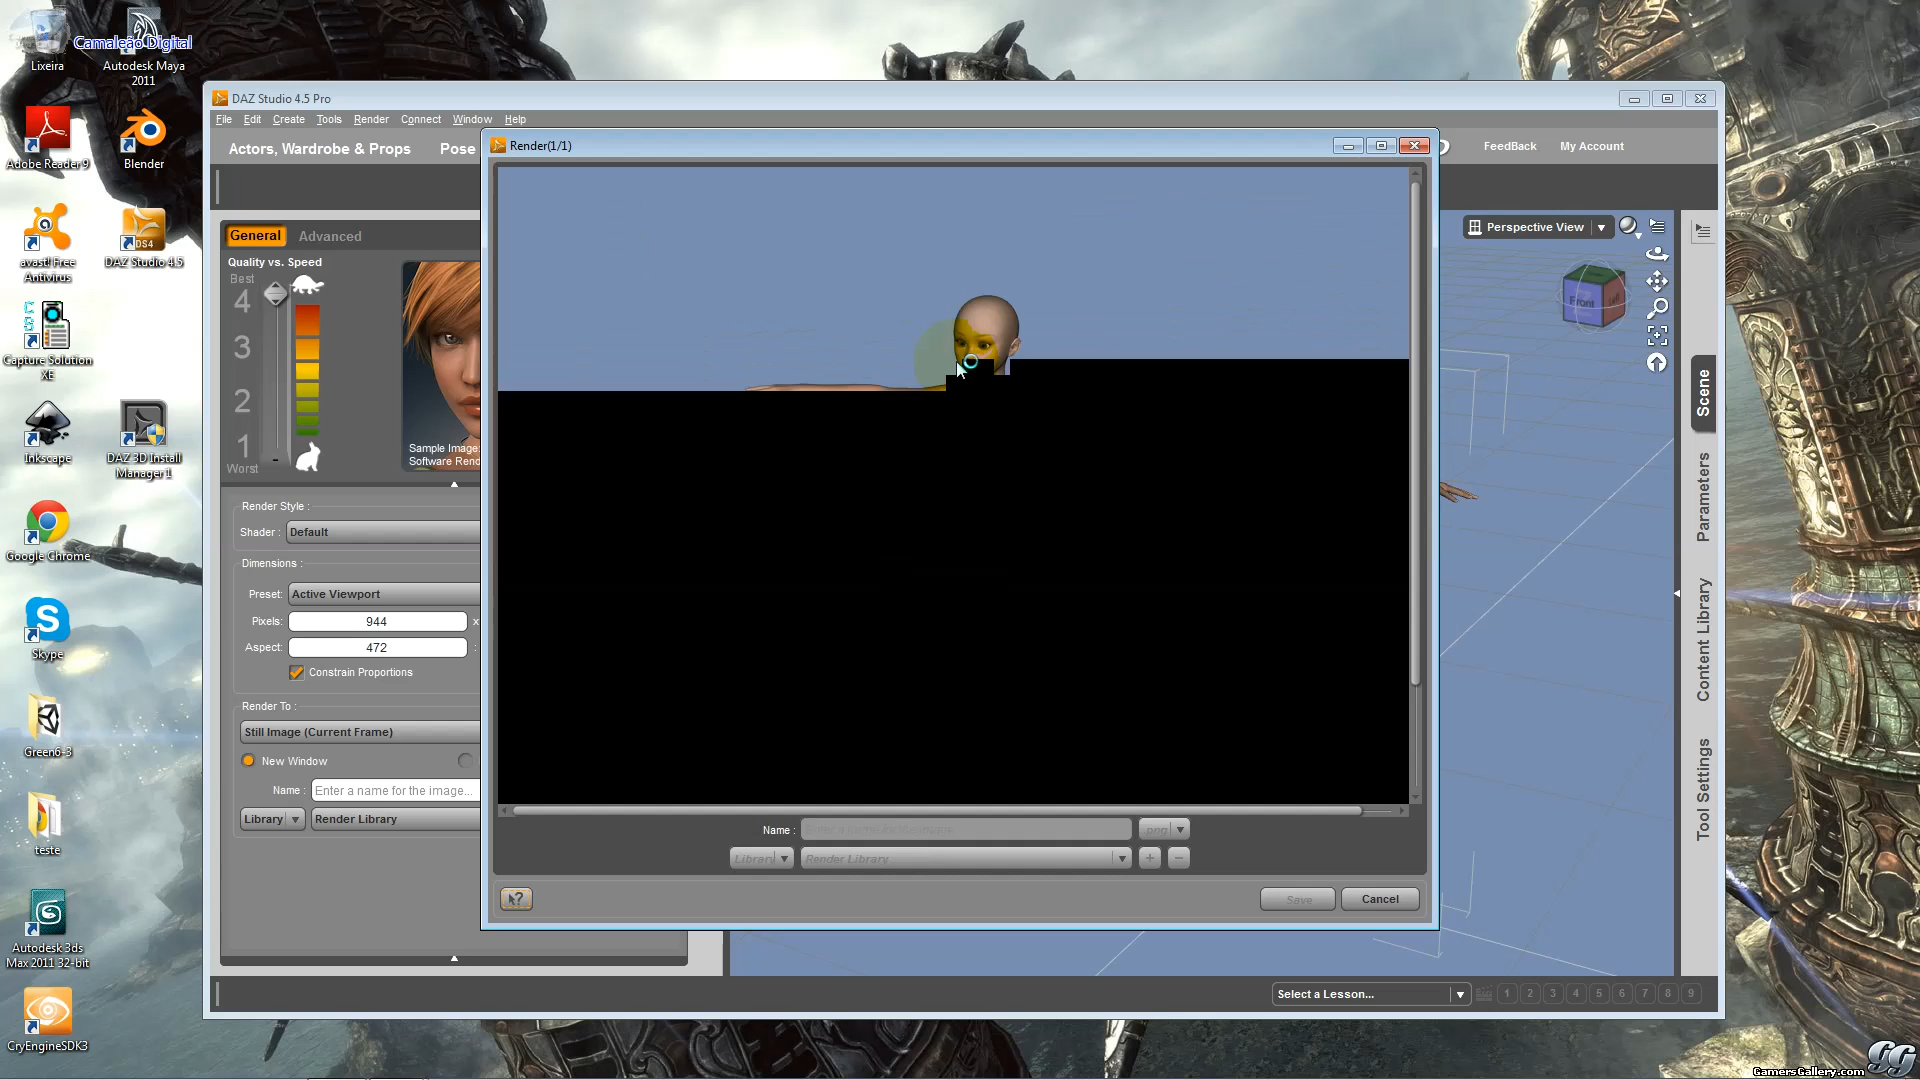 Camaleão Digital
Lixeira
Autodesk Maya
2011
Adobe Reader 9
Blender
avast! Free
Antivirus
DS4
DAZ Studio 4.5
Capture Solution
XE
Inkscape
DAZ 3D Install
Manager 1
Google Chrome
Skype
Green6-3
teste
Autodesk 3ds
Max 2011 32-bit
CryEngineSDK3
DAZ Studio 4.5 Pro
File Edit Create Tools Render Connect Window Help
Actors, Wardrobe & Props Pose
FeedBack My Account
General Advanced
Quality vs. Speed
Best
4
3
2
1
Worst
Sample Image:
Software Rend
Render Style :
Shader : Default
Dimensions :
Preset: Active Viewport
Pixels: 944 x
Aspect: 472 :
Constrain Proportions
Render To :
Still Image (Current Frame)
New Window
Name : Enter a name for the image...
Library Render Library
Render(1/1)
Name : png
Library Render Library + −
? Save Cancel
Perspective View
Front Left
Scene
Parameters
Content Library
Tool Settings
Select a Lesson... 1 2 3 4 5 6 7 8 9
GG
GamersGallery.com